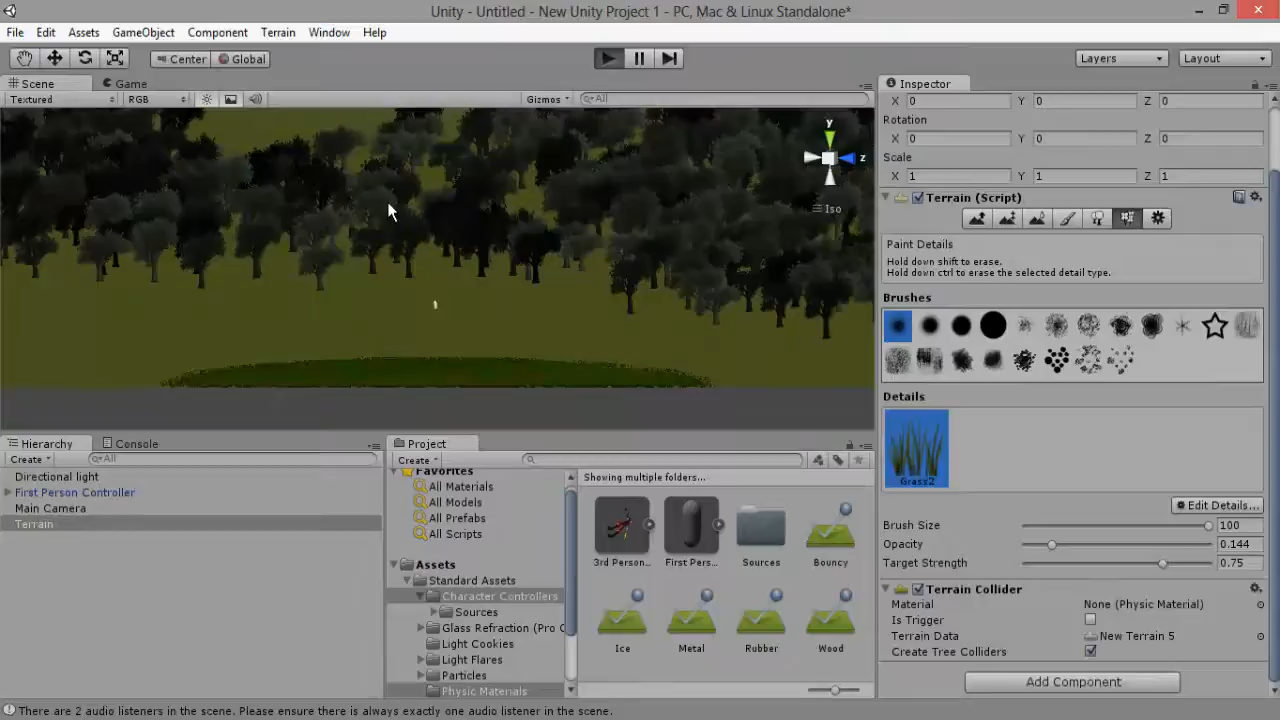 Unity - Untitled - New Unity Project 1 - PC, Mac & Linux Standalone*
File Edit Assets GameObject Component Terrain Window Help
Center Global Layers Layout
Scene Game
Textured RGB Gizmos All
y
z
Iso
Inspector
X 0 Y 0 Z 0
Rotation
X 0 Y 0 Z 0
Scale
X 1 Y 1 Z 1
Terrain (Script)
Paint Details
Hold down shift to erase.
Hold down ctrl to erase the selected detail type.
Brushes
Details
Grass2
Edit Details...
Brush Size 100
Opacity 0.144
Target Strength 0.75
Terrain Collider
Material None (Physic Material)
Is Trigger
Terrain Data New Terrain 5
Create Tree Colliders
Add Component
Hierarchy Console
Create All
Directional light
First Person Controller
Main Camera
Terrain
Project
Create
Favorites
All Materials
All Models
All Prefabs
All Scripts
Assets
Standard Assets
Character Controllers
Sources
Glass Refraction (Pro O
Light Cookies
Light Flares
Particles
Physic Materials
Showing multiple folders...
3rd Person... First Pers... Sources Bouncy
Ice Metal Rubber Wood
There are 2 audio listeners in the scene. Please ensure there is always exactly one audio listener in the scene.